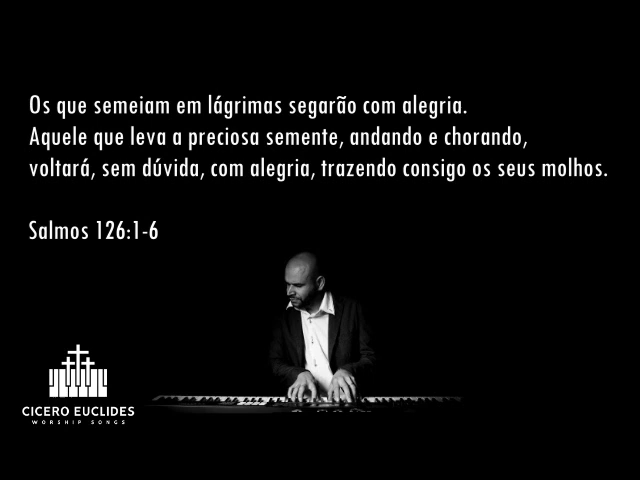 Os que semeiam em lágrimas segarão com alegria.
Aquele que leva a preciosa semente, andando e chorando,
voltará, sem dúvida, com alegria, trazendo consigo os seus molhos.
Salmos 126:1-6
CICERO EUCLIDES
WORSHIP SONGS